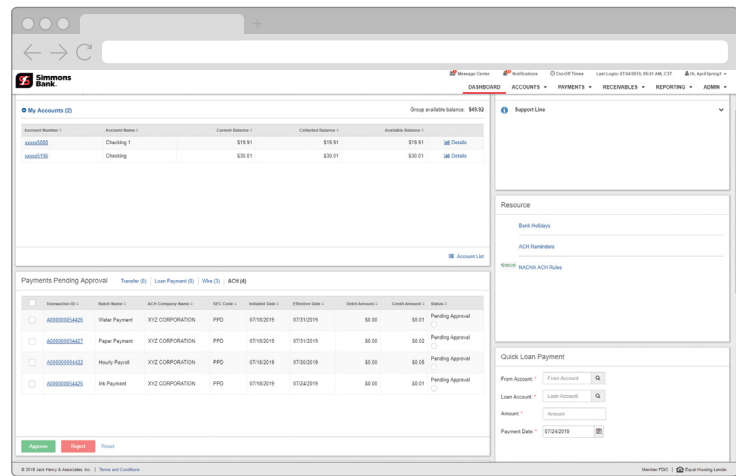 Simmons
Bank.
Message Center Notifications Cut-Off Times Last Login: 07/24/2019, 08:31 AM, CST Hi, AprilSpring1
DASHBOARD ACCOUNTS PAYMENTS RECEIVABLES REPORTING ADMIN
My Accounts (2) Group available balance: $49.92
Account Number Account Name Current Balance Collected Balance Available Balance
xxxxx5000 Checking 1 $19.91 $19.91 $19.91 Details
xxxxx5186 Checking $30.01 $30.01 $30.01 Details
Account List
Payments Pending Approval Transfer (0) | Loan Payment (0) | Wire (3) | ACH (4)
Transaction ID Batch Name ACH Company Name SEC Code Initiated Date Effective Date Debit Amount Credit Amount Status
A000000054426 Water Payment XYZ CORPORATION PPD 07/18/2019 07/31/2019 $0.00 $0.01 Pending Approval
A000000054427 Paper Payment XYZ CORPORATION PPD 07/18/2019 07/31/2019 $0.00 $0.02 Pending Approval
A000000054422 Hourly Payroll XYZ CORPORATION PPD 07/18/2019 07/30/2019 $0.00 $0.05 Pending Approval
A000000054425 Ink Payment XYZ CORPORATION PPD 07/18/2019 07/24/2019 $0.00 $0.01 Pending Approval
Approve Reject Reset
Support Line
Resource
Bank Holidays
ACH Reminders
NACHA ACH Rules
Quick Loan Payment
From Account * From Account
Loan Account * Loan Account
Amount * Amount
Payment Date * 07/24/2019
© 2019 Jack Henry & Associates, Inc. | Terms and Conditions Member FDIC | Equal Housing Lender